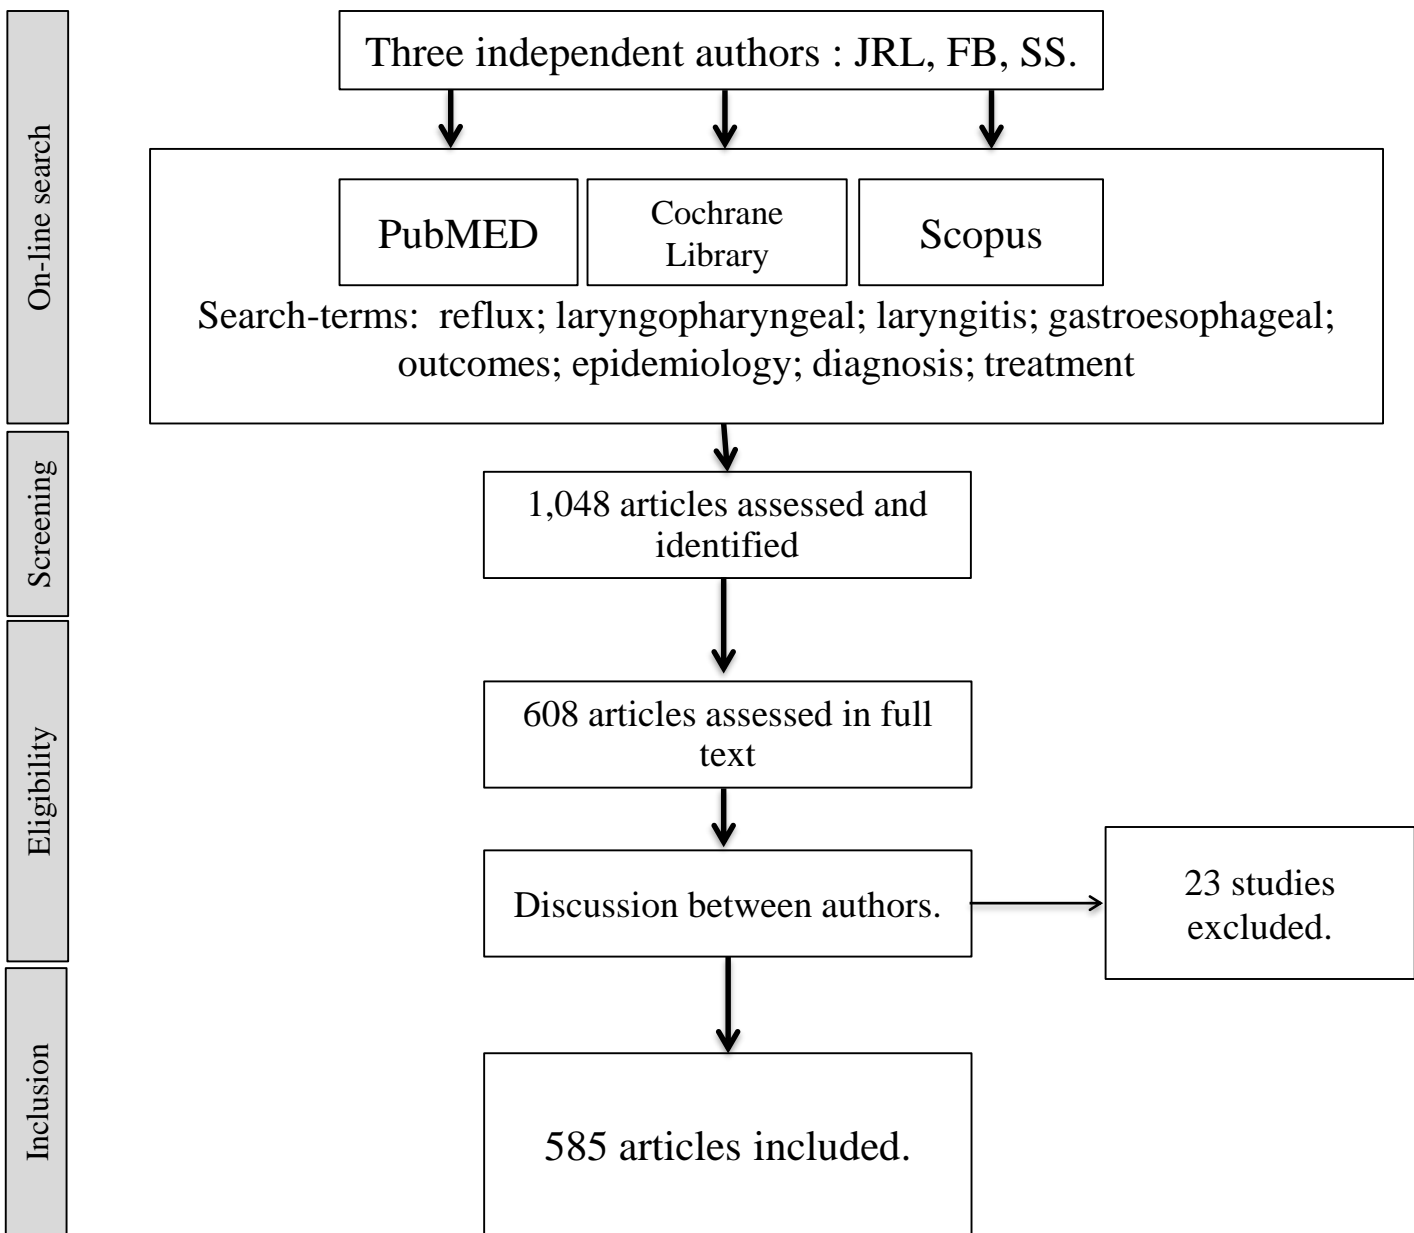 Three independent authors : JRL, FB, SS.
On-line search
PubMED
Cochrane
Library
Scopus
Search-terms:  reflux; laryngopharyngeal; laryngitis; gastroesophageal;
outcomes; epidemiology; diagnosis; treatment
Screening
1,048 articles assessed and
identified
Eligibility
608 articles assessed in full
text
Discussion between authors.
23 studies
excluded.
Inclusion
585 articles included.